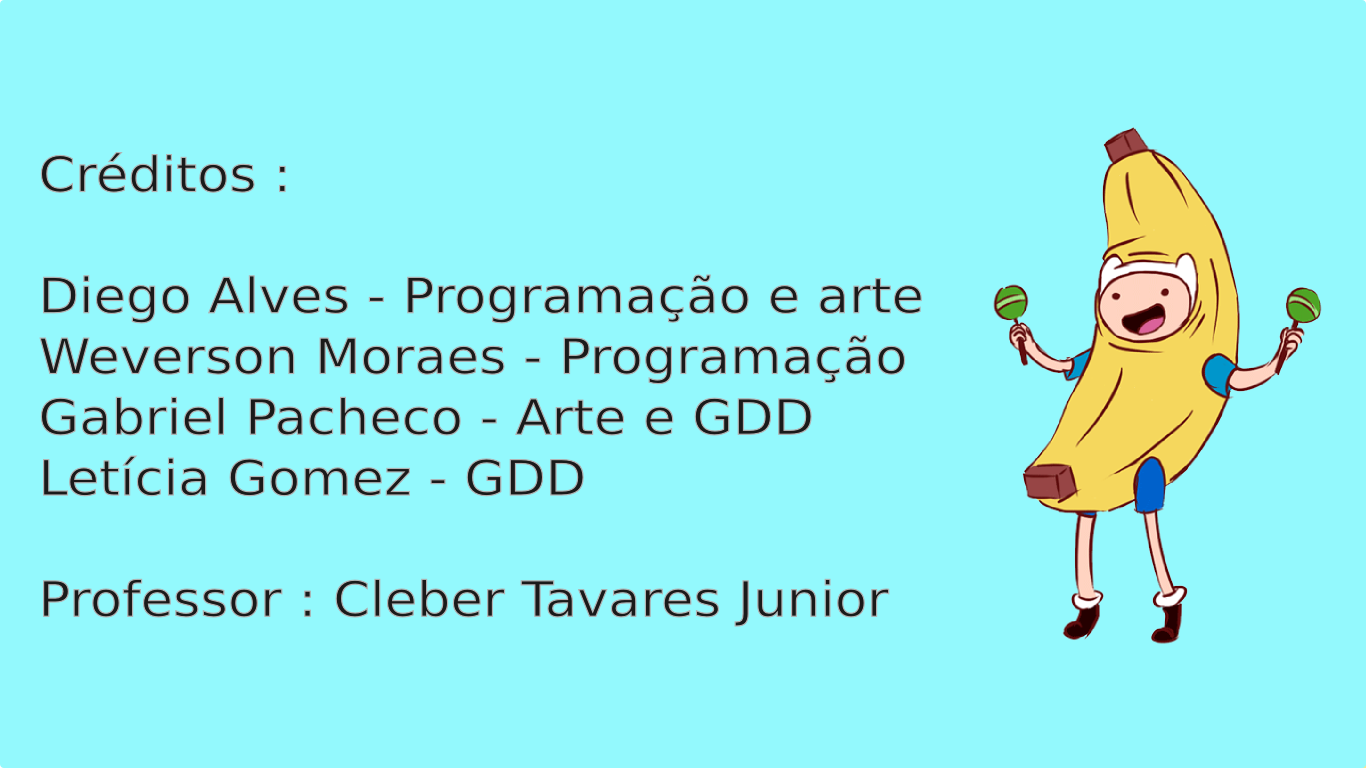 Créditos :
Diego Alves - Programação e arte
Weverson Moraes - Programação
Gabriel Pacheco - Arte e GDD
Letícia Gomez - GDD
Professor : Cleber Tavares Junior